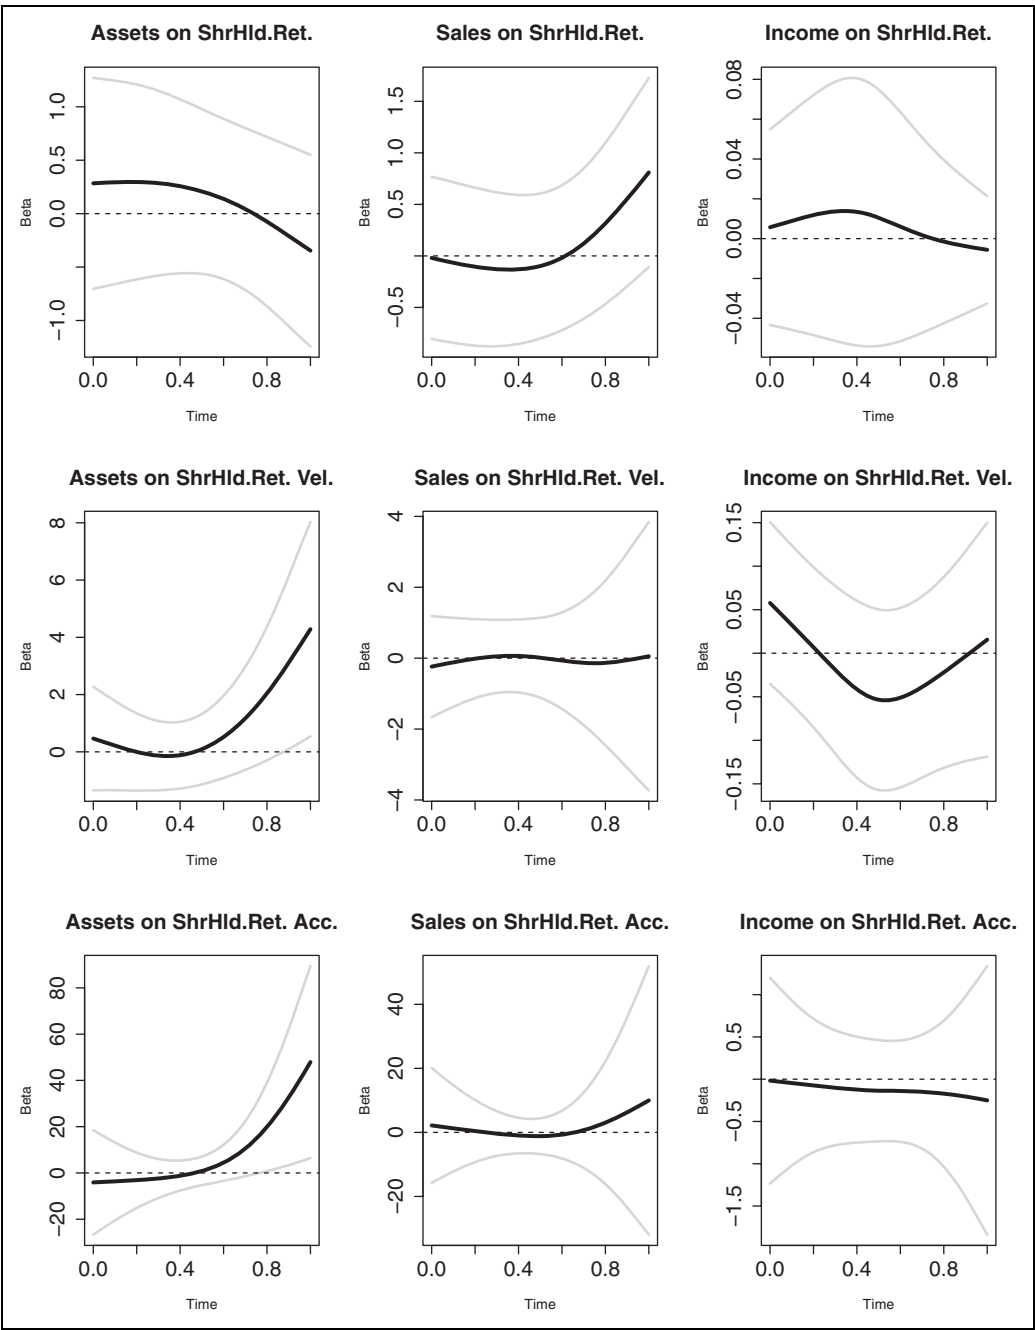 Assets on ShrHld.Ret.
Beta
1.0
0.5
0.0
−1.0
0.0 0.4 0.8
Time
Sales on ShrHld.Ret.
Beta
1.5
1.0
0.5
−0.5
0.0 0.4 0.8
Time
Income on ShrHld.Ret.
Beta
0.08
0.04
0.00
−0.04
0.0 0.4 0.8
Time
Assets on ShrHld.Ret. Vel.
Beta
8
6
4
2
0
0.0 0.4 0.8
Time
Sales on ShrHld.Ret. Vel.
Beta
4
2
0
−2
−4
0.0 0.4 0.8
Time
Income on ShrHld.Ret. Vel.
Beta
0.15
0.05
−0.05
−0.15
0.0 0.4 0.8
Time
Assets on ShrHld.Ret. Acc.
Beta
80
60
40
20
0
−20
0.0 0.4 0.8
Time
Sales on ShrHld.Ret. Acc.
Beta
40
20
0
−20
0.0 0.4 0.8
Time
Income on ShrHld.Ret. Acc.
Beta
0.5
−0.5
−1.5
0.0 0.4 0.8
Time